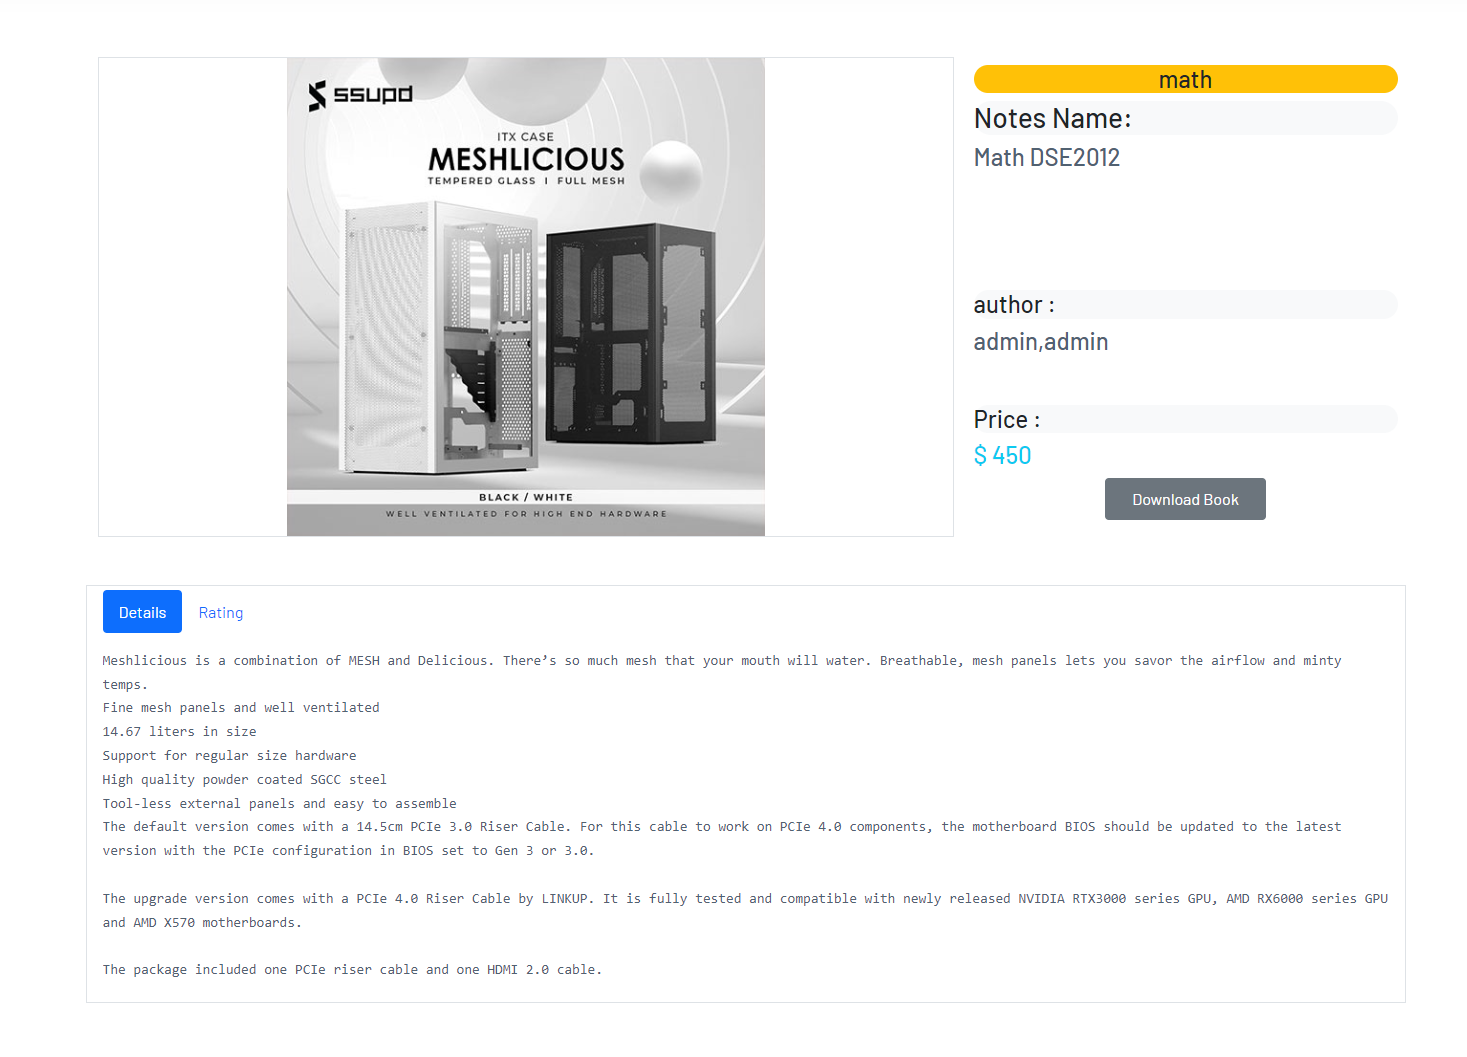 ssupd
ITX CASE
MESHLICIOUS
TEMPERED GLASS I FULL MESH
BLACK / WHITE
WELL VENTILATED FOR HIGH END HARDWARE
math
Notes Name:
Math DSE2012
author :
admin,admin
Price :
$ 450
Download Book
Details Rating
Meshlicious is a combination of MESH and Delicious. There’s so much mesh that your mouth will water. Breathable, mesh panels lets you savor the airflow and minty
temps.
Fine mesh panels and well ventilated
14.67 liters in size
Support for regular size hardware
High quality powder coated SGCC steel
Tool-less external panels and easy to assemble
The default version comes with a 14.5cm PCIe 3.0 Riser Cable. For this cable to work on PCIe 4.0 components, the motherboard BIOS should be updated to the latest
version with the PCIe configuration in BIOS set to Gen 3 or 3.0.
The upgrade version comes with a PCIe 4.0 Riser Cable by LINKUP. It is fully tested and compatible with newly released NVIDIA RTX3000 series GPU, AMD RX6000 series GPU
and AMD X570 motherboards.
The package included one PCIe riser cable and one HDMI 2.0 cable.